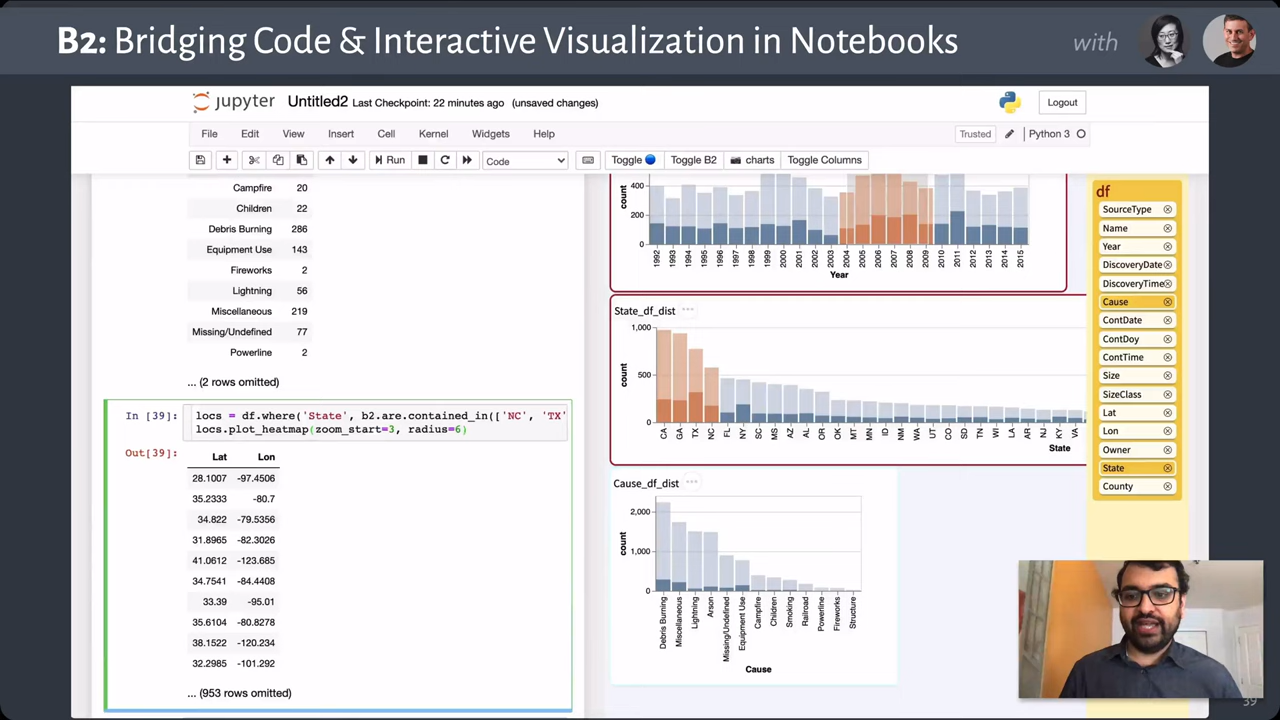 B2: Bridging Code & Interactive Visualization in Notebooks
with
jupyter Untitled2 Last Checkpoint: 22 minutes ago (unsaved changes)
Logout
File Edit View Insert Cell Kernel Widgets Help
Trusted Python 3
Run Code Toggle Toggle B2 charts Toggle Columns
Campfire 20
Children 22
Debris Burning 286
Equipment Use 143
Fireworks 2
Lightning 56
Miscellaneous 219
Missing/Undefined 77
Powerline 2
... (2 rows omitted)
In [39]: locs = df.where('State', b2.are.contained_in(['NC', 'TX'
locs.plot_heatmap(zoom_start=3, radius=6)
Out[39]:
Lat Lon
28.1007 -97.4506
35.2333 -80.7
34.822 -79.5356
31.8965 -82.3026
41.0612 -123.685
34.7541 -84.4408
33.39 -95.01
35.6104 -80.8278
38.1522 -120.234
32.2985 -101.292
... (953 rows omitted)
count
400
200
0
1992 1993 1994 1995 1996 1997 1998 1999 2000 2001 2002 2003 2004 2005 2006 2007 2008 2009 2010 2011 2012 2013 2014 2015
Year
State_df_dist
count
1,000
500
0
CA GA TX NC FL NY SC MS AZ AL OR OK MT MN ID NM WA UT CO SD TN WI LA AR NJ KY VA
State
Cause_df_dist
count
2,000
1,000
0
Debris Burning Miscellaneous Lightning Arson Missing/Undefined Equipment Use Campfire Children Smoking Railroad Powerline Fireworks Structure
Cause
df
SourceType
Name
Year
DiscoveryDate
DiscoveryTime
Cause
ContDate
ContDoy
ContTime
Size
SizeClass
Lat
Lon
Owner
State
County
39